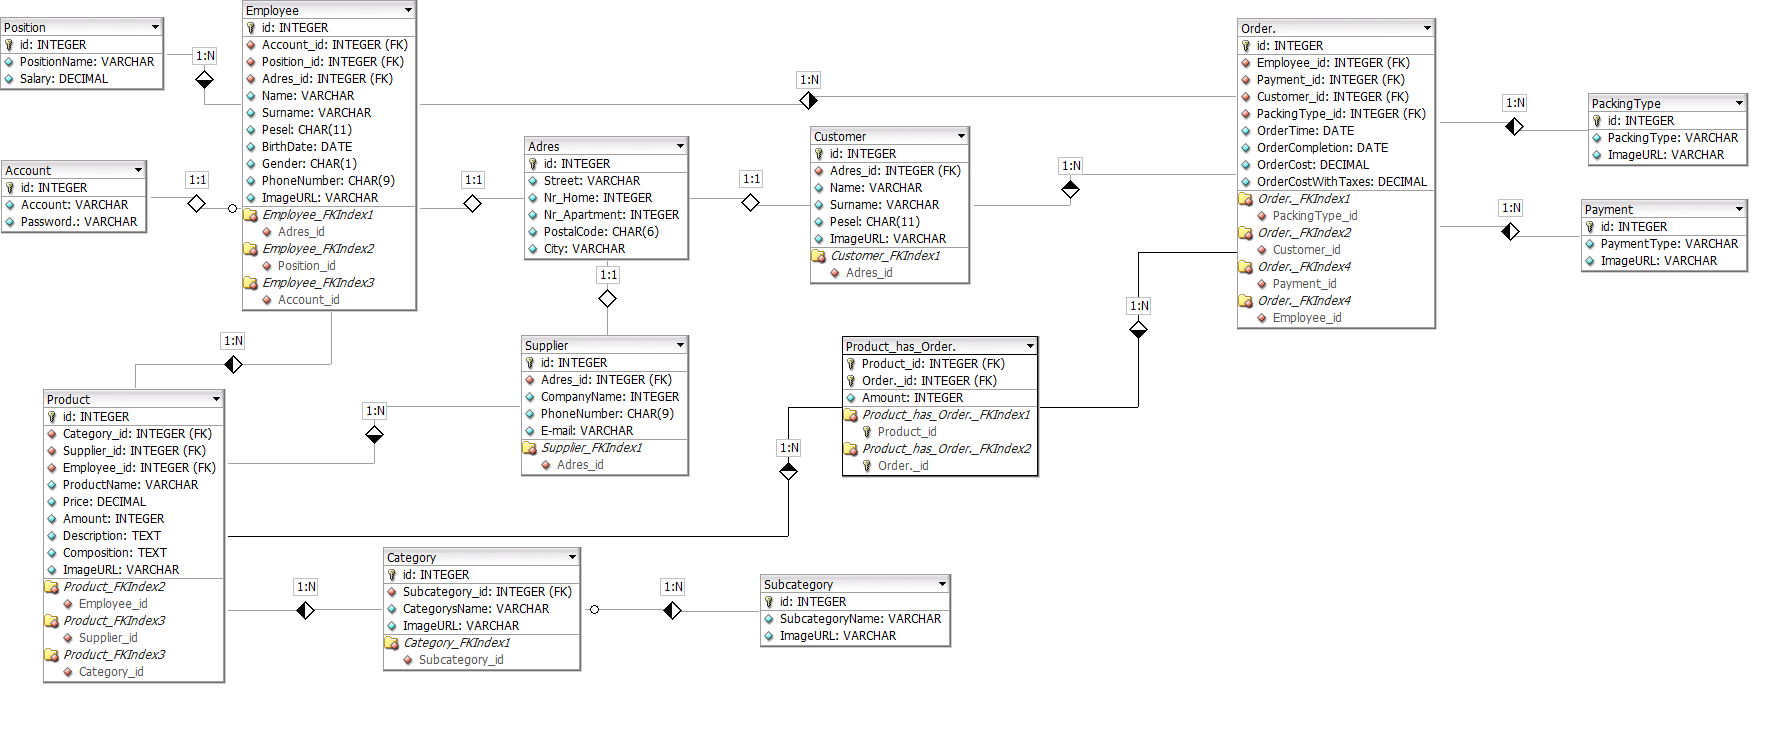 Position
id: INTEGER
PositionName: VARCHAR
Salary: DECIMAL
1:N
Account
id: INTEGER
Account: VARCHAR
Password.: VARCHAR
1:1
Employee
id: INTEGER
Account_id: INTEGER (FK)
Position_id: INTEGER (FK)
Adres_id: INTEGER (FK)
Name: VARCHAR
Surname: VARCHAR
Pesel: CHAR(11)
BirthDate: DATE
Gender: CHAR(1)
PhoneNumber: CHAR(9)
ImageURL: VARCHAR
Employee_FKIndex1
Adres_id
Employee_FKIndex2
Position_id
Employee_FKIndex3
Account_id
1:1
1:N
Adres
id: INTEGER
Street: VARCHAR
Nr_Home: INTEGER
Nr_Apartment: INTEGER
PostalCode: CHAR(6)
City: VARCHAR
1:1
1:1
Customer
id: INTEGER
Adres_id: INTEGER (FK)
Name: VARCHAR
Surname: VARCHAR
Pesel: CHAR(11)
ImageURL: VARCHAR
Customer_FKIndex1
Adres_id
1:N
Order.
id: INTEGER
Employee_id: INTEGER (FK)
Payment_id: INTEGER (FK)
Customer_id: INTEGER (FK)
PackingType_id: INTEGER (FK)
OrderTime: DATE
OrderCompletion: DATE
OrderCost: DECIMAL
OrderCostWithTaxes: DECIMAL
Order._FKIndex1
PackingType_id
Order._FKIndex2
Customer_id
Order._FKIndex4
Payment_id
Order._FKIndex4
Employee_id
1:N
PackingType
id: INTEGER
PackingType: VARCHAR
ImageURL: VARCHAR
1:N
Payment
id: INTEGER
PaymentType: VARCHAR
ImageURL: VARCHAR
1:N
Product
id: INTEGER
Category_id: INTEGER (FK)
Supplier_id: INTEGER (FK)
Employee_id: INTEGER (FK)
ProductName: VARCHAR
Price: DECIMAL
Amount: INTEGER
Description: TEXT
Composition: TEXT
ImageURL: VARCHAR
Product_FKIndex2
Employee_id
Product_FKIndex3
Supplier_id
Product_FKIndex3
Category_id
1:N
Supplier
id: INTEGER
Adres_id: INTEGER (FK)
CompanyName: INTEGER
PhoneNumber: CHAR(9)
E-mail: VARCHAR
Supplier_FKIndex1
Adres_id
1:N
Product_has_Order.
Product_id: INTEGER (FK)
Order._id: INTEGER (FK)
Amount: INTEGER
Product_has_Order._FKIndex1
Product_id
Product_has_Order._FKIndex2
Order._id
1:N
1:N
Category
id: INTEGER
Subcategory_id: INTEGER (FK)
CategorysName: VARCHAR
ImageURL: VARCHAR
Category_FKIndex1
Subcategory_id
1:N
Subcategory
id: INTEGER
SubcategoryName: VARCHAR
ImageURL: VARCHAR